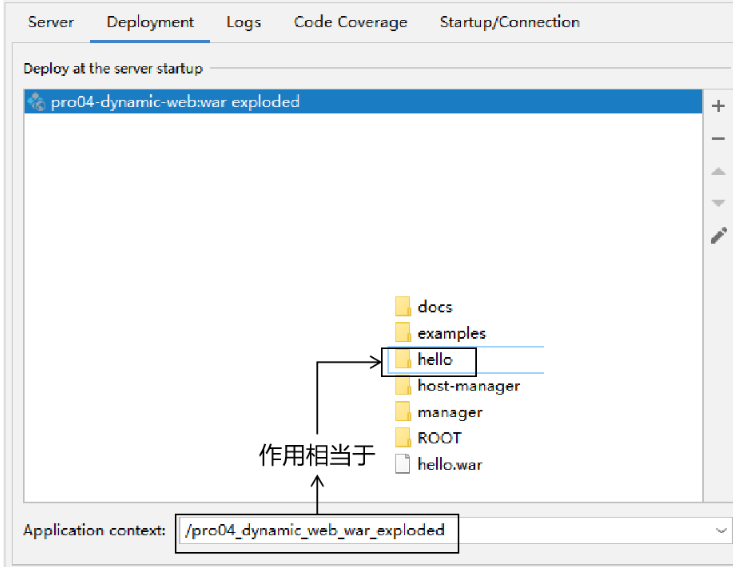 Server Deployment Logs Code Coverage Startup/Connection
Deploy at the server startup
pro04-dynamic-web:war exploded
docs
examples
hello
host-manager
manager
ROOT
hello.war
作用相当于
Application context: /pro04_dynamic_web_war_exploded